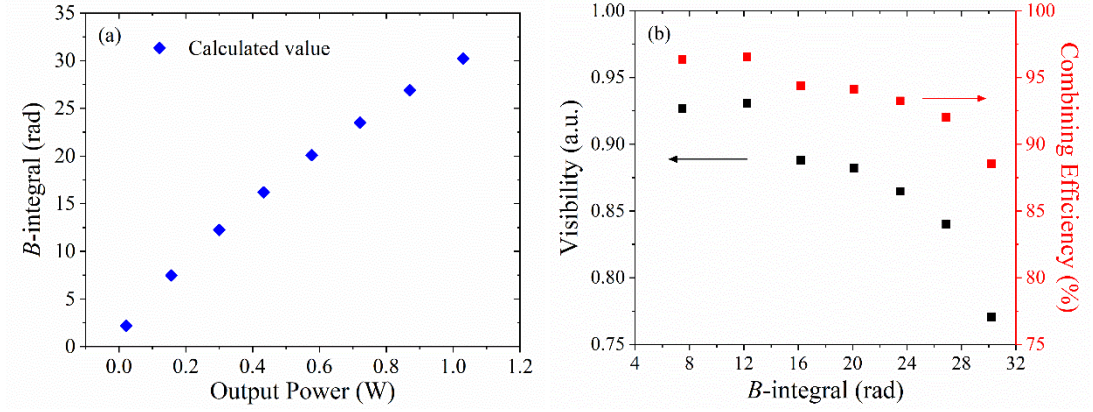 (a)
Calculated value
35
30
25
20
15
10
5
0
B-integral (rad)
0.0 0.2 0.4 0.6 0.8 1.0 1.2
Output Power (W)
(b)
1.00
0.95
0.90
0.85
0.80
0.75
Visibility (a.u.)
100
95
90
85
80
75
Combining Efficiency (%)
4 8 12 16 20 24 28 32
B-integral (rad)